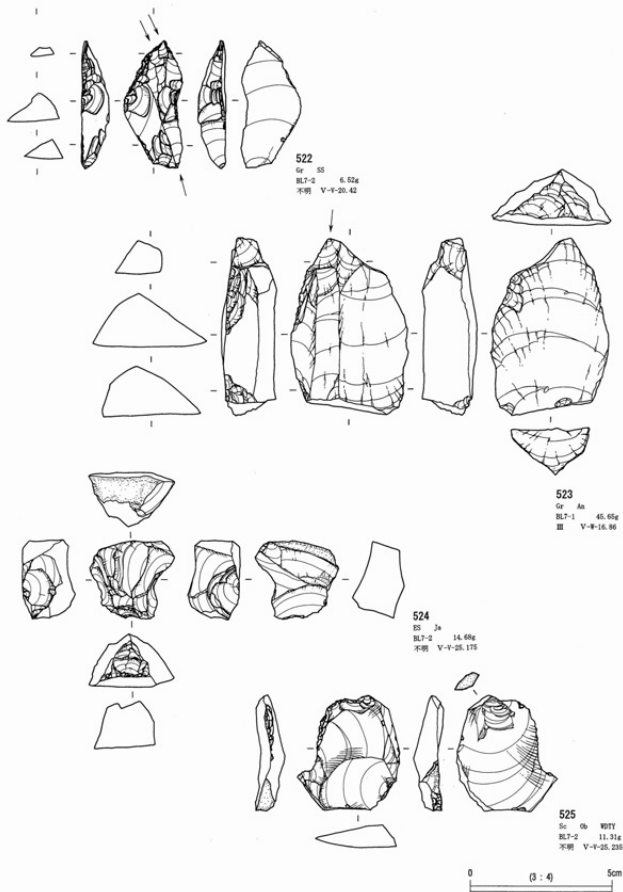 522
Gr SS
BL7-2 6.52g
不明 V-V-20.42
523
Gr An
BL7-1 45.65g
Ⅲ V-W-16.86
524
ES Ja
BL7-2 14.68g
不明 V-V-25.175
525
Sc Ob WDTY
BL7-2 11.31g
不明 V-V-25.235
0 (3 : 4) 5cm